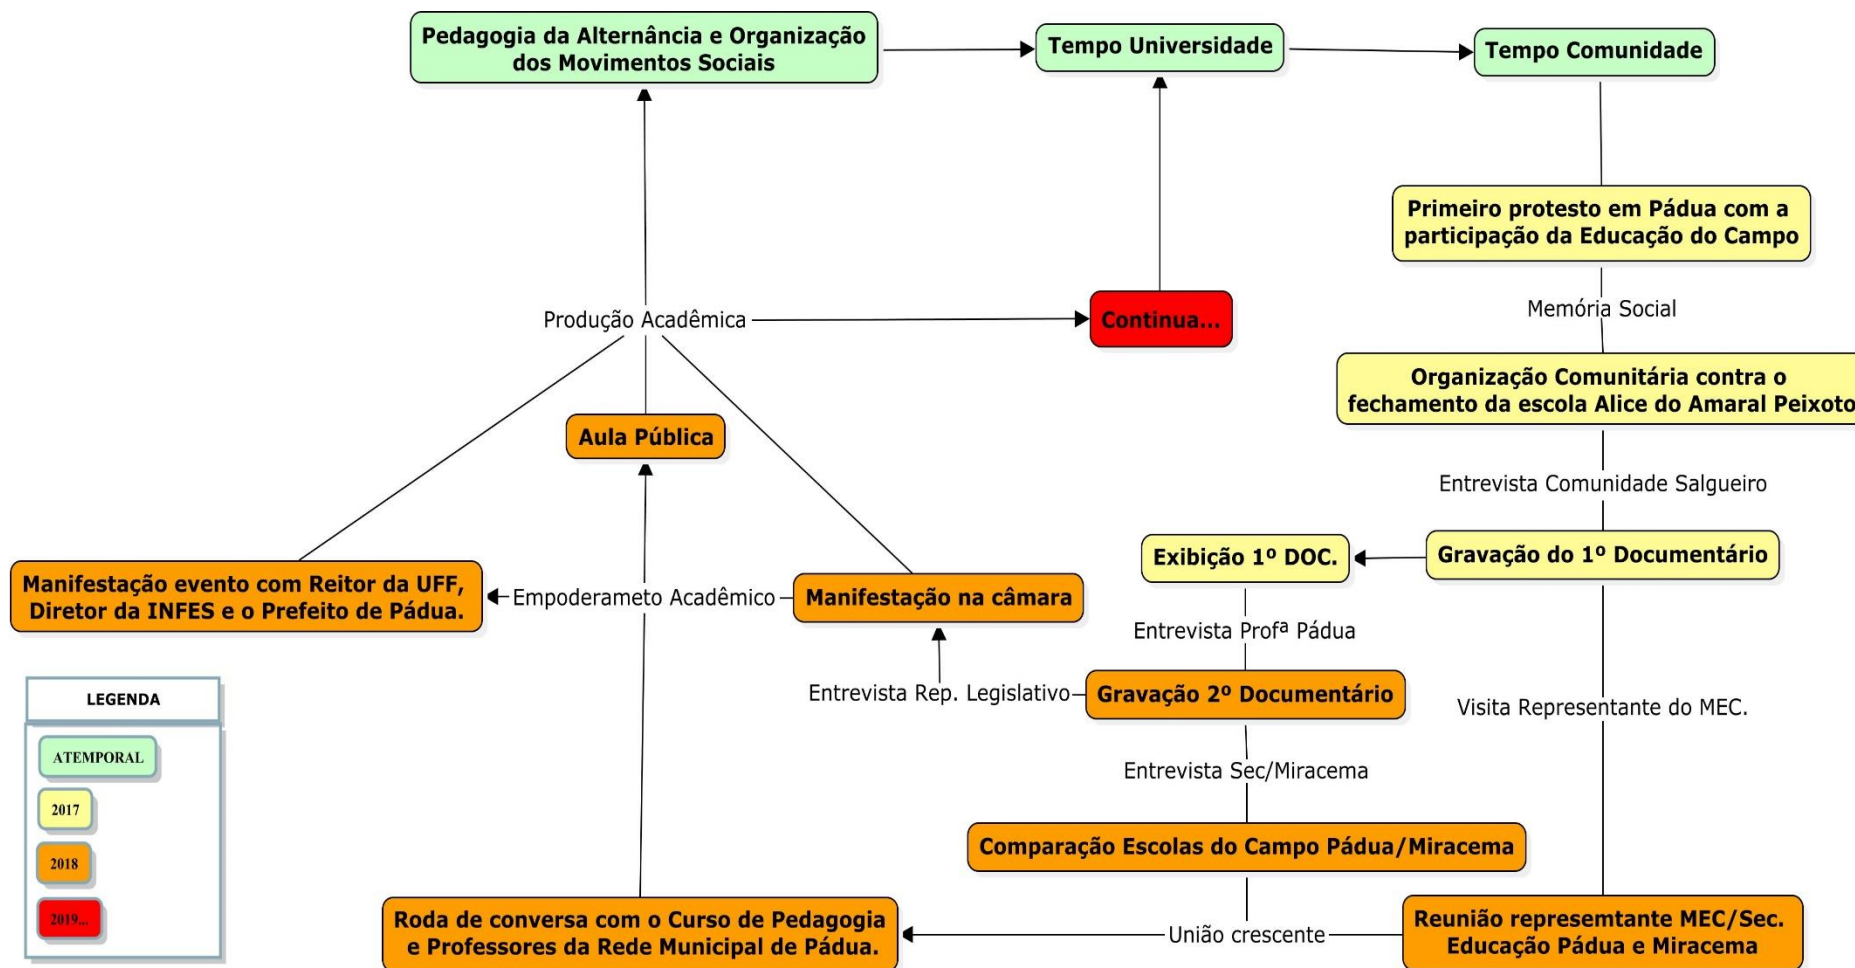 Pedagogia da Alternância e Organização
dos Movimentos Sociais
Tempo Universidade
Tempo Comunidade
Primeiro protesto em Pádua com a
participação da Educação do Campo
Memória Social
Produção Acadêmica
Continua...
Organização Comunitária contra o
fechamento da escola Alice do Amaral Peixoto
Aula Pública
Entrevista Comunidade Salgueiro
Exibição 1º DOC.
Gravação do 1º Documentário
Manifestação evento com Reitor da UFF,
Diretor da INFES e o Prefeito de Pádua.
Empoderameto Acadêmico
Manifestação na câmara
Entrevista Profª Pádua
Entrevista Rep. Legislativo
Gravação 2º Documentário
Visita Representante do MEC.
Entrevista Sec/Miracema
Comparação Escolas do Campo Pádua/Miracema
Roda de conversa com o Curso de Pedagogia
e Professores da Rede Municipal de Pádua.
União crescente
Reunião represemtante MEC/Sec.
Educação Pádua e Miracema
LEGENDA
ATEMPORAL
2017
2018
2019...